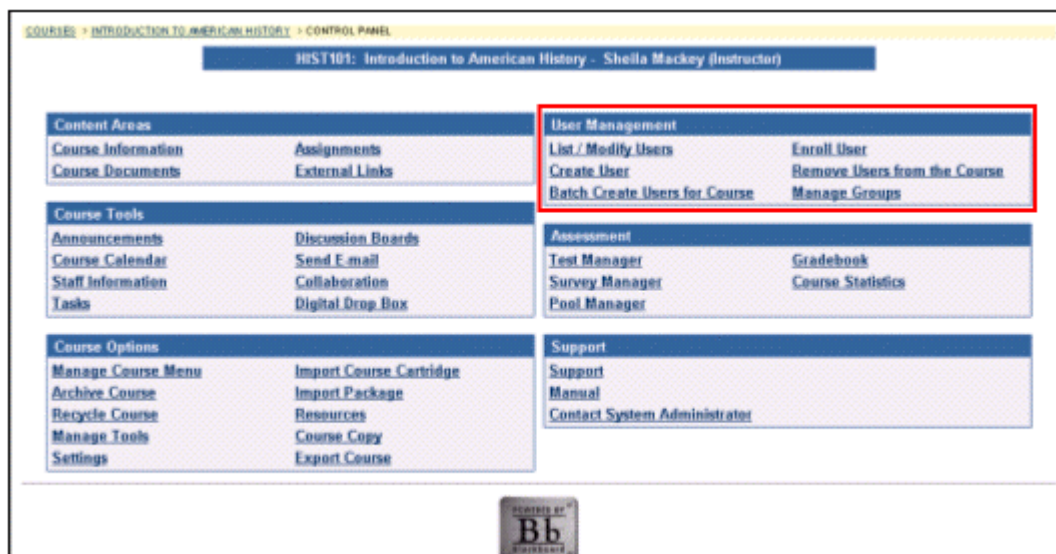 COURSES > INTRODUCTION TO AMERICAN HISTORY > CONTROL PANEL
HIST101: Introduction to American History - Sheila Mackey (Instructor)
Content Areas
Course Information Assignments
Course Documents External Links
Course Tools
Announcements Discussion Boards
Course Calendar Send E-mail
Staff Information Collaboration
Tasks Digital Drop Box
Course Options
Manage Course Menu Import Course Cartridge
Archive Course Import Package
Recycle Course Resources
Manage Tools Course Copy
Settings Export Course
User Management
List / Modify Users Enroll User
Create User Remove Users from the Course
Batch Create Users for Course Manage Groups
Assessment
Test Manager Gradebook
Survey Manager Course Statistics
Pool Manager
Support
Support
Manual
Contact System Administrator
POWERED BY
Bb
Blackboard